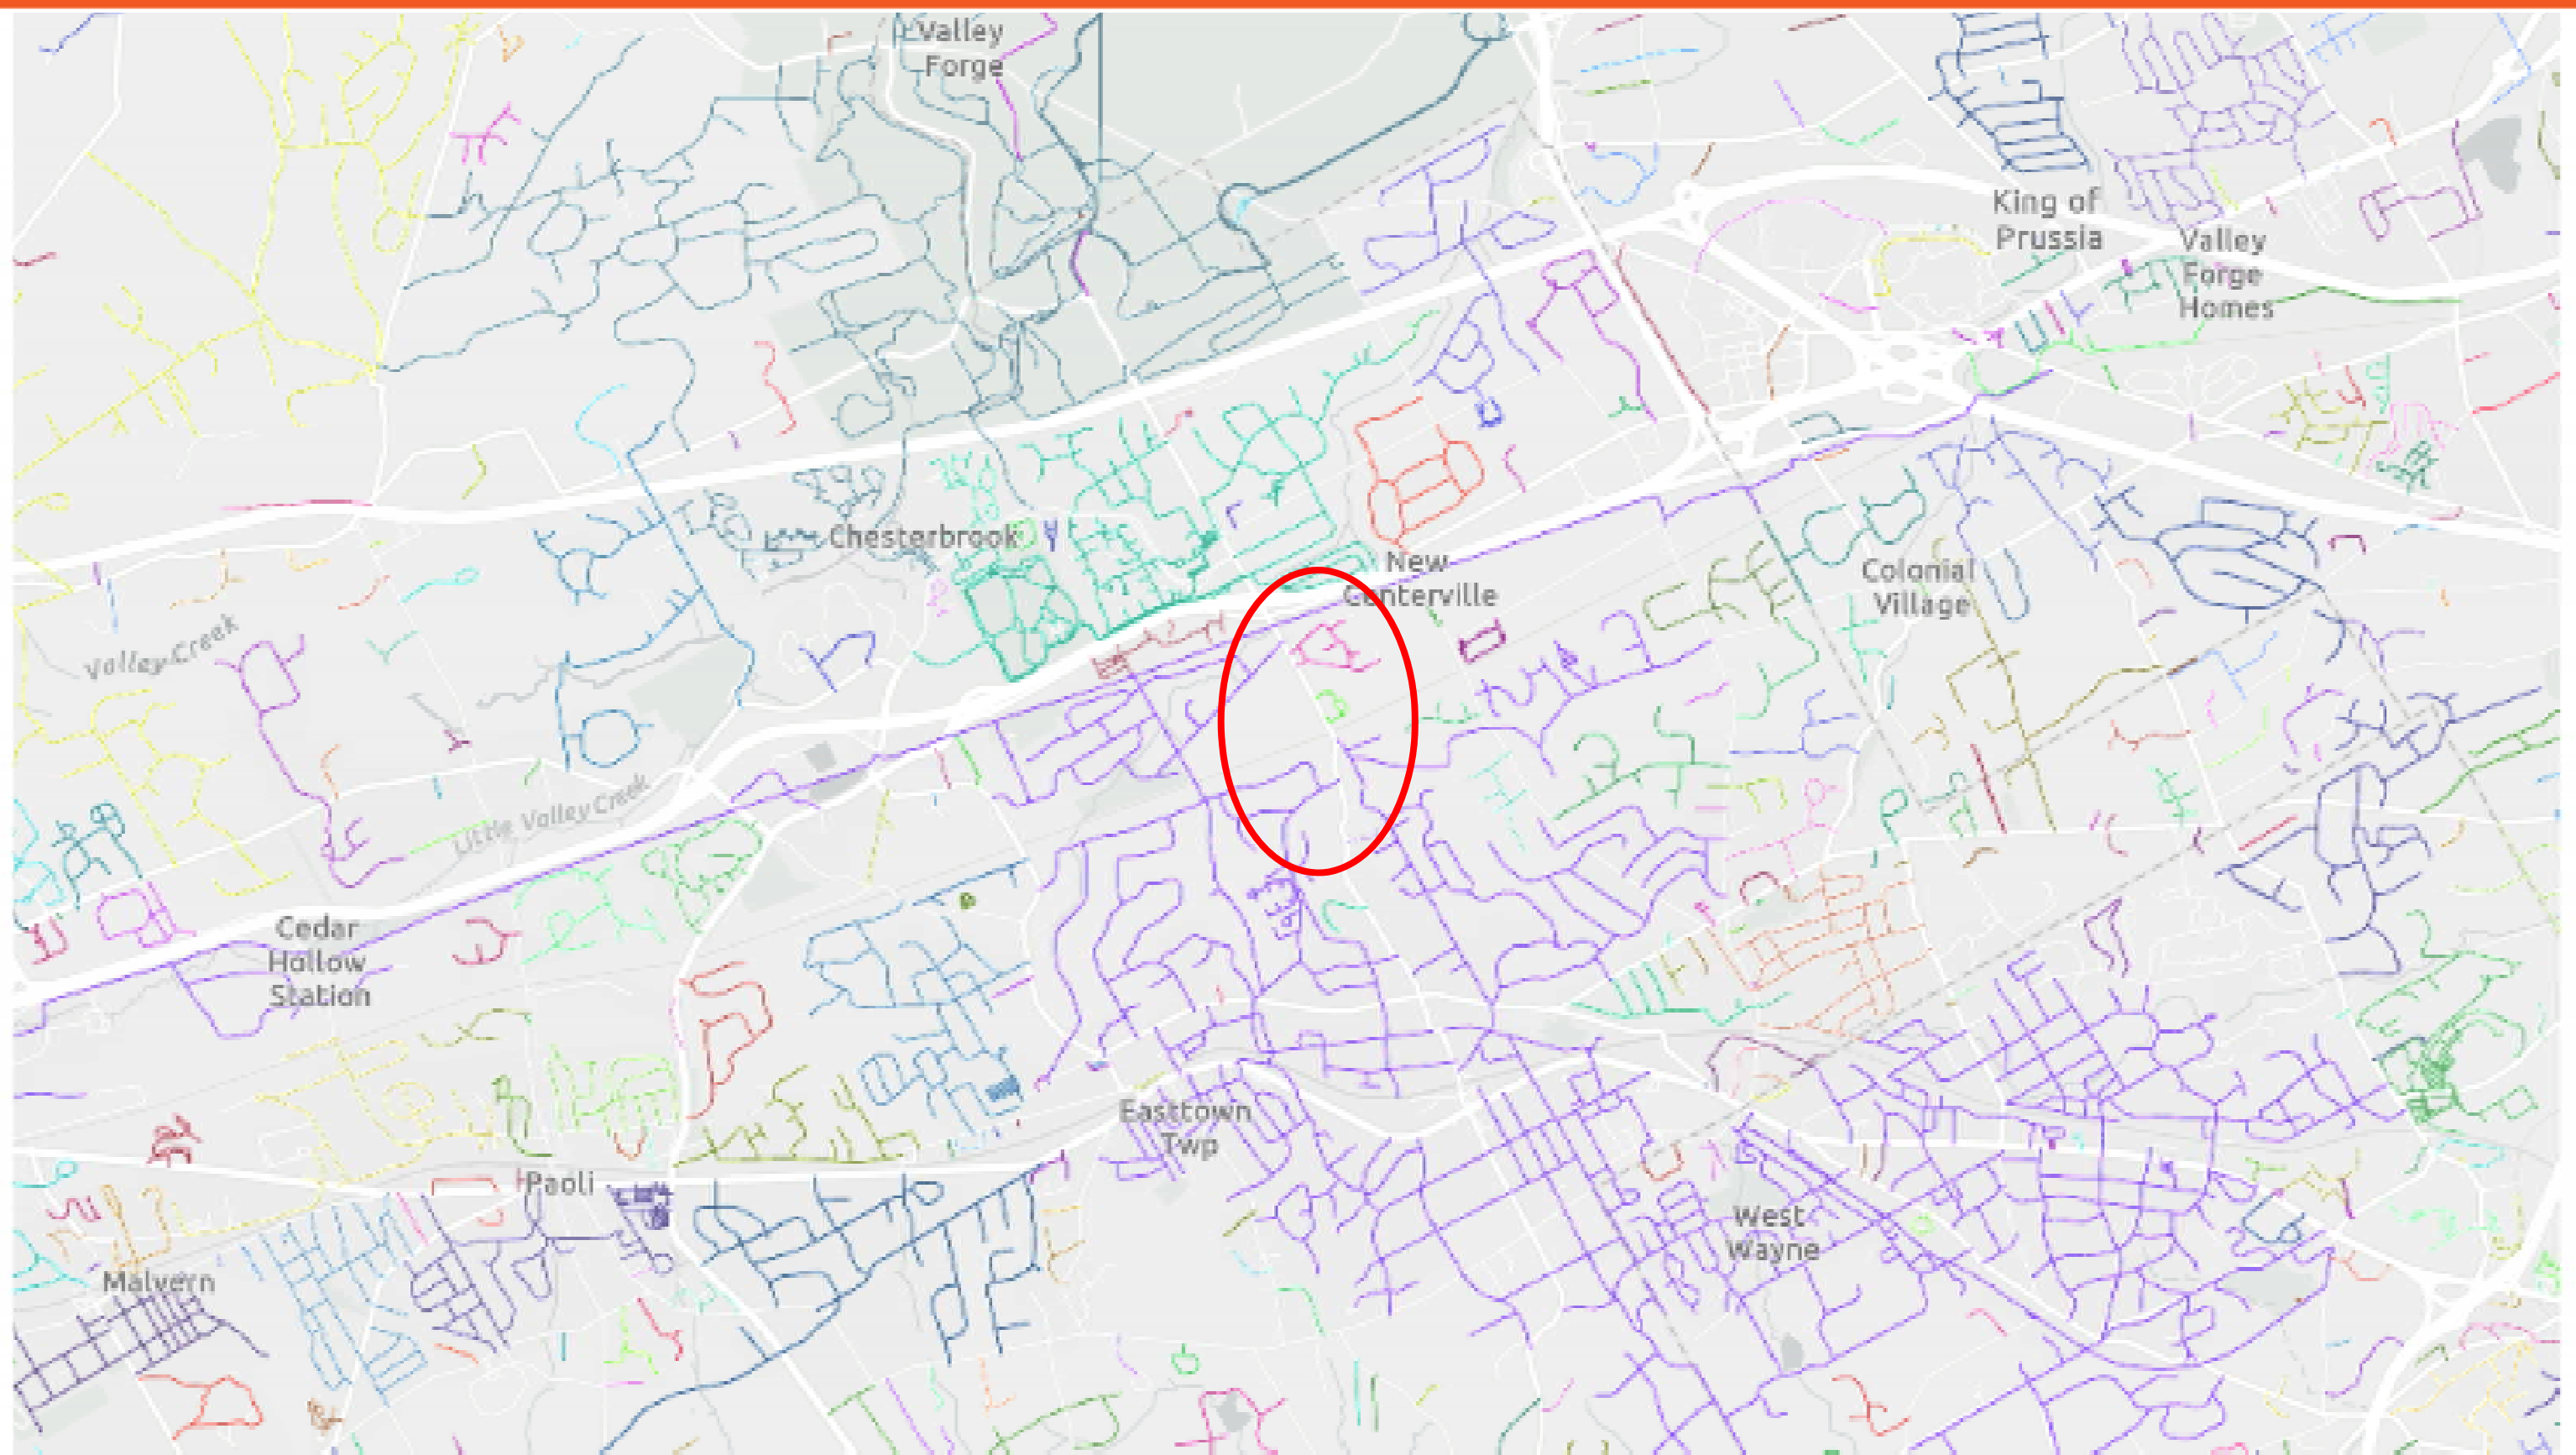 Valley
Forge
King of
Prussia
Valley
Forge
Homes
Chesterbrook
New
Centerville
Colonial
Village
Valley Creek
Little Valley Creek
Cedar
Hollow
Station
Easttown
Twp
Paoli
West
Wayne
Malvern